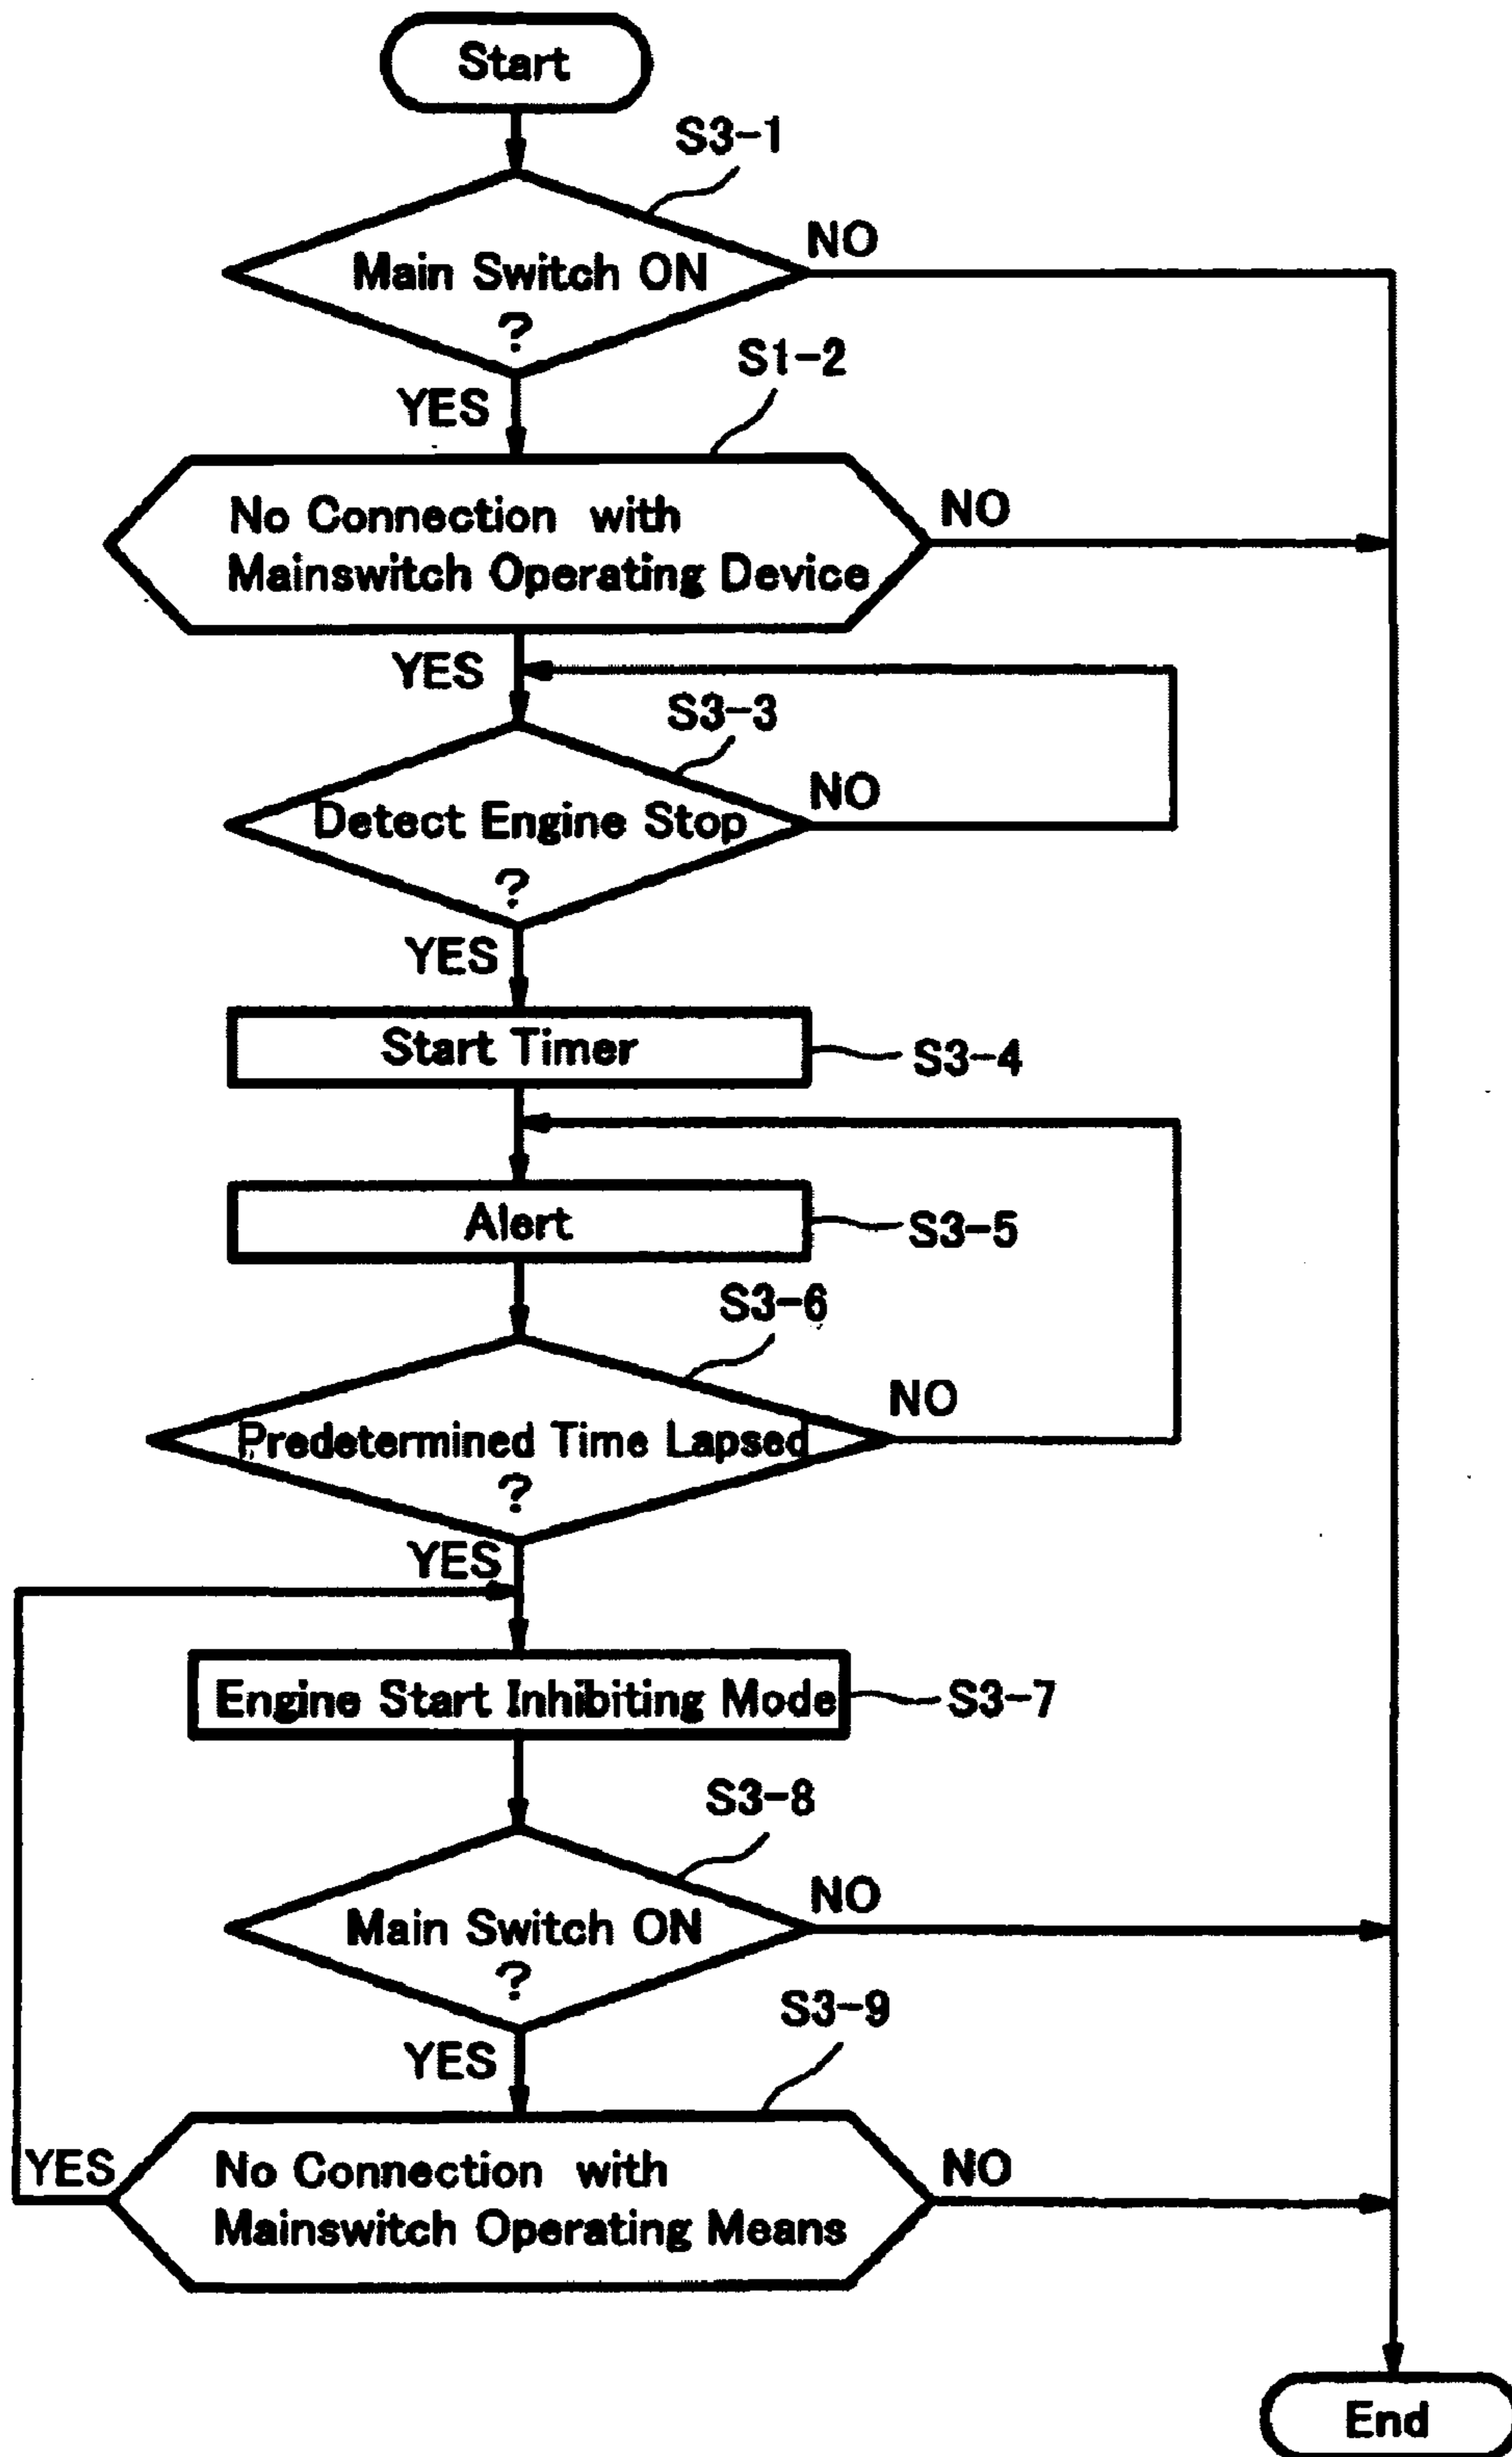 Start
S3-1
Main Switch ON
?
NO
YES
S1-2
No Connection with
Mainswitch Operating Device
NO
YES
S3-3
Detect Engine Stop
?
NO
YES
Start Timer
S3-4
Alert
S3-5
S3-6
Predetermined Time Lapsed
?
NO
YES
Engine Start Inhibiting Mode
S3-7
S3-8
Main Switch ON
?
NO
YES
S3-9
YES
No Connection with
Mainswitch Operating Means
NO
End